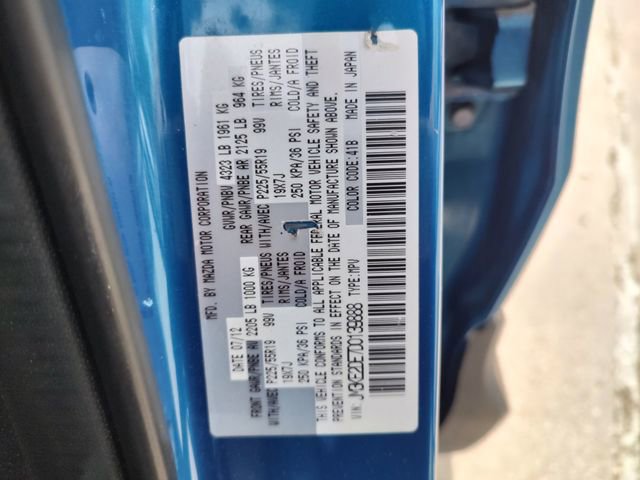 MFD. BY MAZDA MOTOR CORPORATION
DATE 07/12 GVWR/PNBV 4323 LB 1961 KG
FRONT GAWR/PNBE AV 2205 LB 1000 KG REAR GAWR/PNBE AR 2125 LB 964 KG
WITH/AVEC P225/55R19 99V TIRES/PNEUS WITH/AVEC P225/55R19 99V TIRES/PNEUS
19X7J RIMS/JANTES 19X7J RIMS/JANTES
250 KPA/36 PSI COLD/A FROID 250 KPA/36 PSI COLD/A FROID
THIS VEHICLE CONFORMS TO ALL APPLICABLE FEDERAL MOTOR VEHICLE SAFETY AND THEFT
PREVENTION STANDARDS IN EFFECT ON THE DATE OF MANUFACTURE SHOWN ABOVE.
VIN: JM3KE2DE7D0139888 TYPE:MPV COLOR CODE:41B MADE IN JAPAN